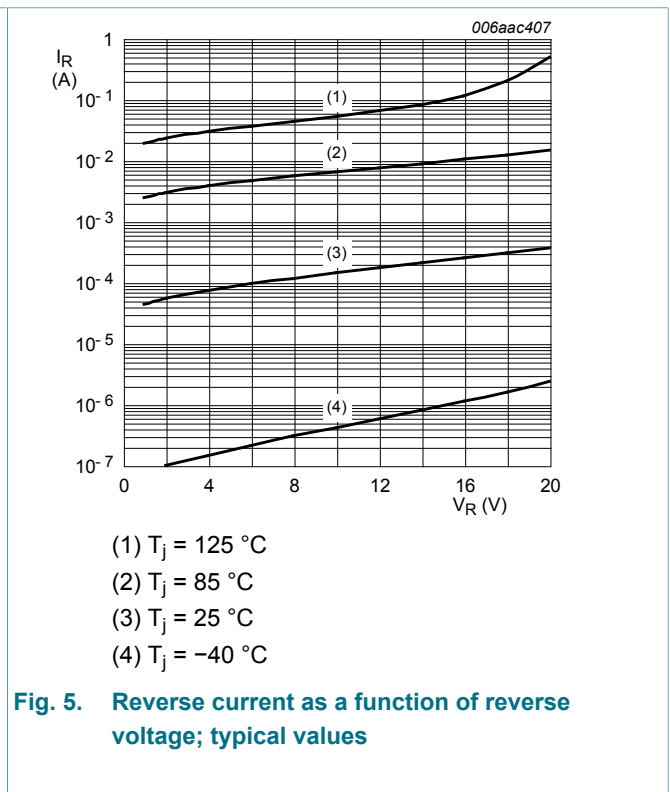 006aac407
I_R
(A)
1
10⁻¹
10⁻²
10⁻³
10⁻⁴
10⁻⁵
10⁻⁶
10⁻⁷
(1)
(2)
(3)
(4)
0 4 8 12 16 20
V_R (V)
(1) T_j = 125 °C
(2) T_j = 85 °C
(3) T_j = 25 °C
(4) T_j = −40 °C
Fig. 5. Reverse current as a function of reverse
voltage; typical values